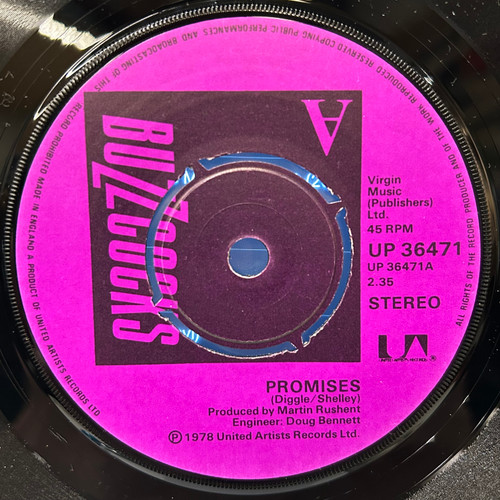 ALL RIGHTS OF THE RECORD PRODUCER AND OF THE WORK REPRODUCED RESERVED COPYING PUBLIC PERFORMANCES AND BROADCASTING OF THIS RECORD PROHIBITED MADE IN ENGLAND A PRODUCT OF UNITED ARTISTS RECORDS LTD
A
BUZZCOCKS
Virgin
Music
(Publishers)
Ltd.
45 RPM
UP 36471
UP 36471A
2.35
STEREO
UA
PROMISES
(Diggle/Shelley)
Produced by Martin Rushent
Engineer: Doug Bennett
Ⓟ 1978 United Artists Records Ltd.